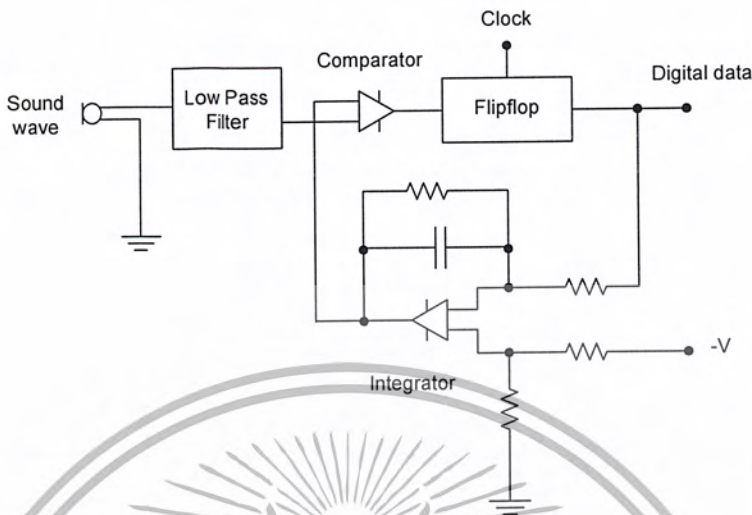 Clock
Comparator
Digital data
Sound
wave
Low Pass
Filter
Flipflop
-V
Integrator